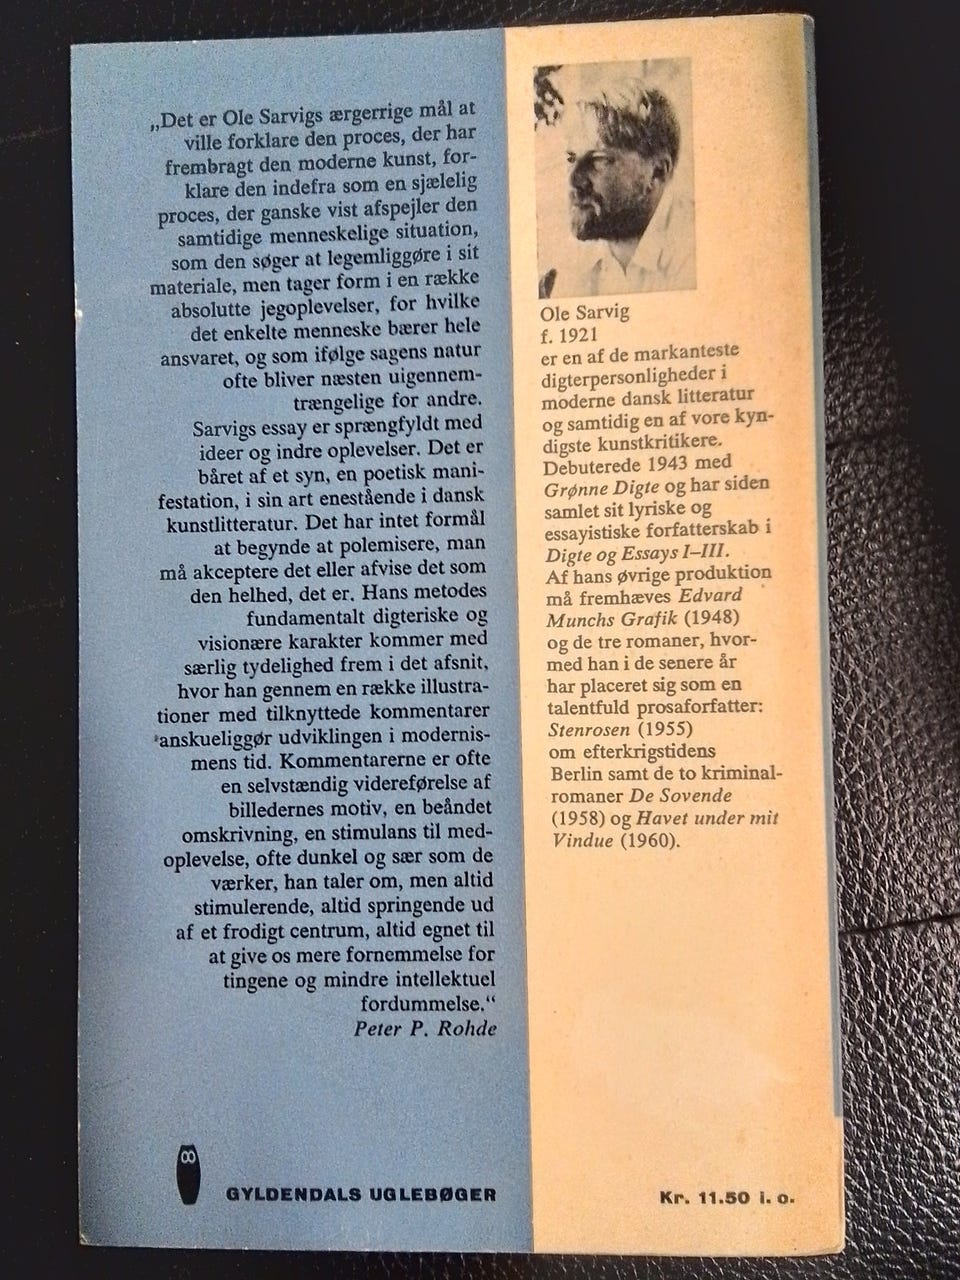 „Det er Ole Sarvigs ærgerrige mål at
ville forklare den proces, der har
frembragt den moderne kunst, for-
klare den indefra som en sjælelig
proces, der ganske vist afspejler den
samtidige menneskelige situation,
som den søger at legemliggøre i sit
materiale, men tager form i en række
absolutte jegoplevelser, for hvilke
det enkelte menneske bærer hele
ansvaret, og som ifølge sagens natur
ofte bliver næsten uigennem-
trængelige for andre.
Sarvigs essay er sprængfyldt med
ideer og indre oplevelser. Det er
båret af et syn, en poetisk mani-
festation, i sin art enestående i dansk
kunstlitteratur. Det har intet formål
at begynde at polemisere, man
må akceptere det eller afvise det som
den helhed, det er. Hans metodes
fundamentalt digteriske og
visionære karakter kommer med
særlig tydelighed frem i det afsnit,
hvor han gennem en række illustra-
tioner med tilknyttede kommentarer
anskueliggør udviklingen i modernis-
mens tid. Kommentarerne er ofte
en selvstændig videreførelse af
billedernes motiv, en beåndet
omskrivning, en stimulans til med-
oplevelse, ofte dunkel og sær som de
værker, han taler om, men altid
stimulerende, altid springende ud
af et frodigt centrum, altid egnet til
at give os mere fornemmelse for
tingene og mindre intellektuel
fordummelse.“
Peter P. Rohde
GYLDENDALS UGLEBØGER
Ole Sarvig
f. 1921
er en af de markanteste
digterpersonligheder i
moderne dansk litteratur
og samtidig en af vore kyn-
digste kunstkritikere.
Debuterede 1943 med
Grønne Digte og har siden
samlet sit lyriske og
essayistiske forfatterskab i
Digte og Essays I–III.
Af hans øvrige produktion
må fremhæves Edvard
Munchs Grafik (1948)
og de tre romaner, hvor-
med han i de senere år
har placeret sig som en
talentfuld prosaforfatter:
Stenrosen (1955)
om efterkrigstidens
Berlin samt de to kriminal-
romaner De Sovende
(1958) og Havet under mit
Vindue (1960).
Kr. 11.50 i. o.